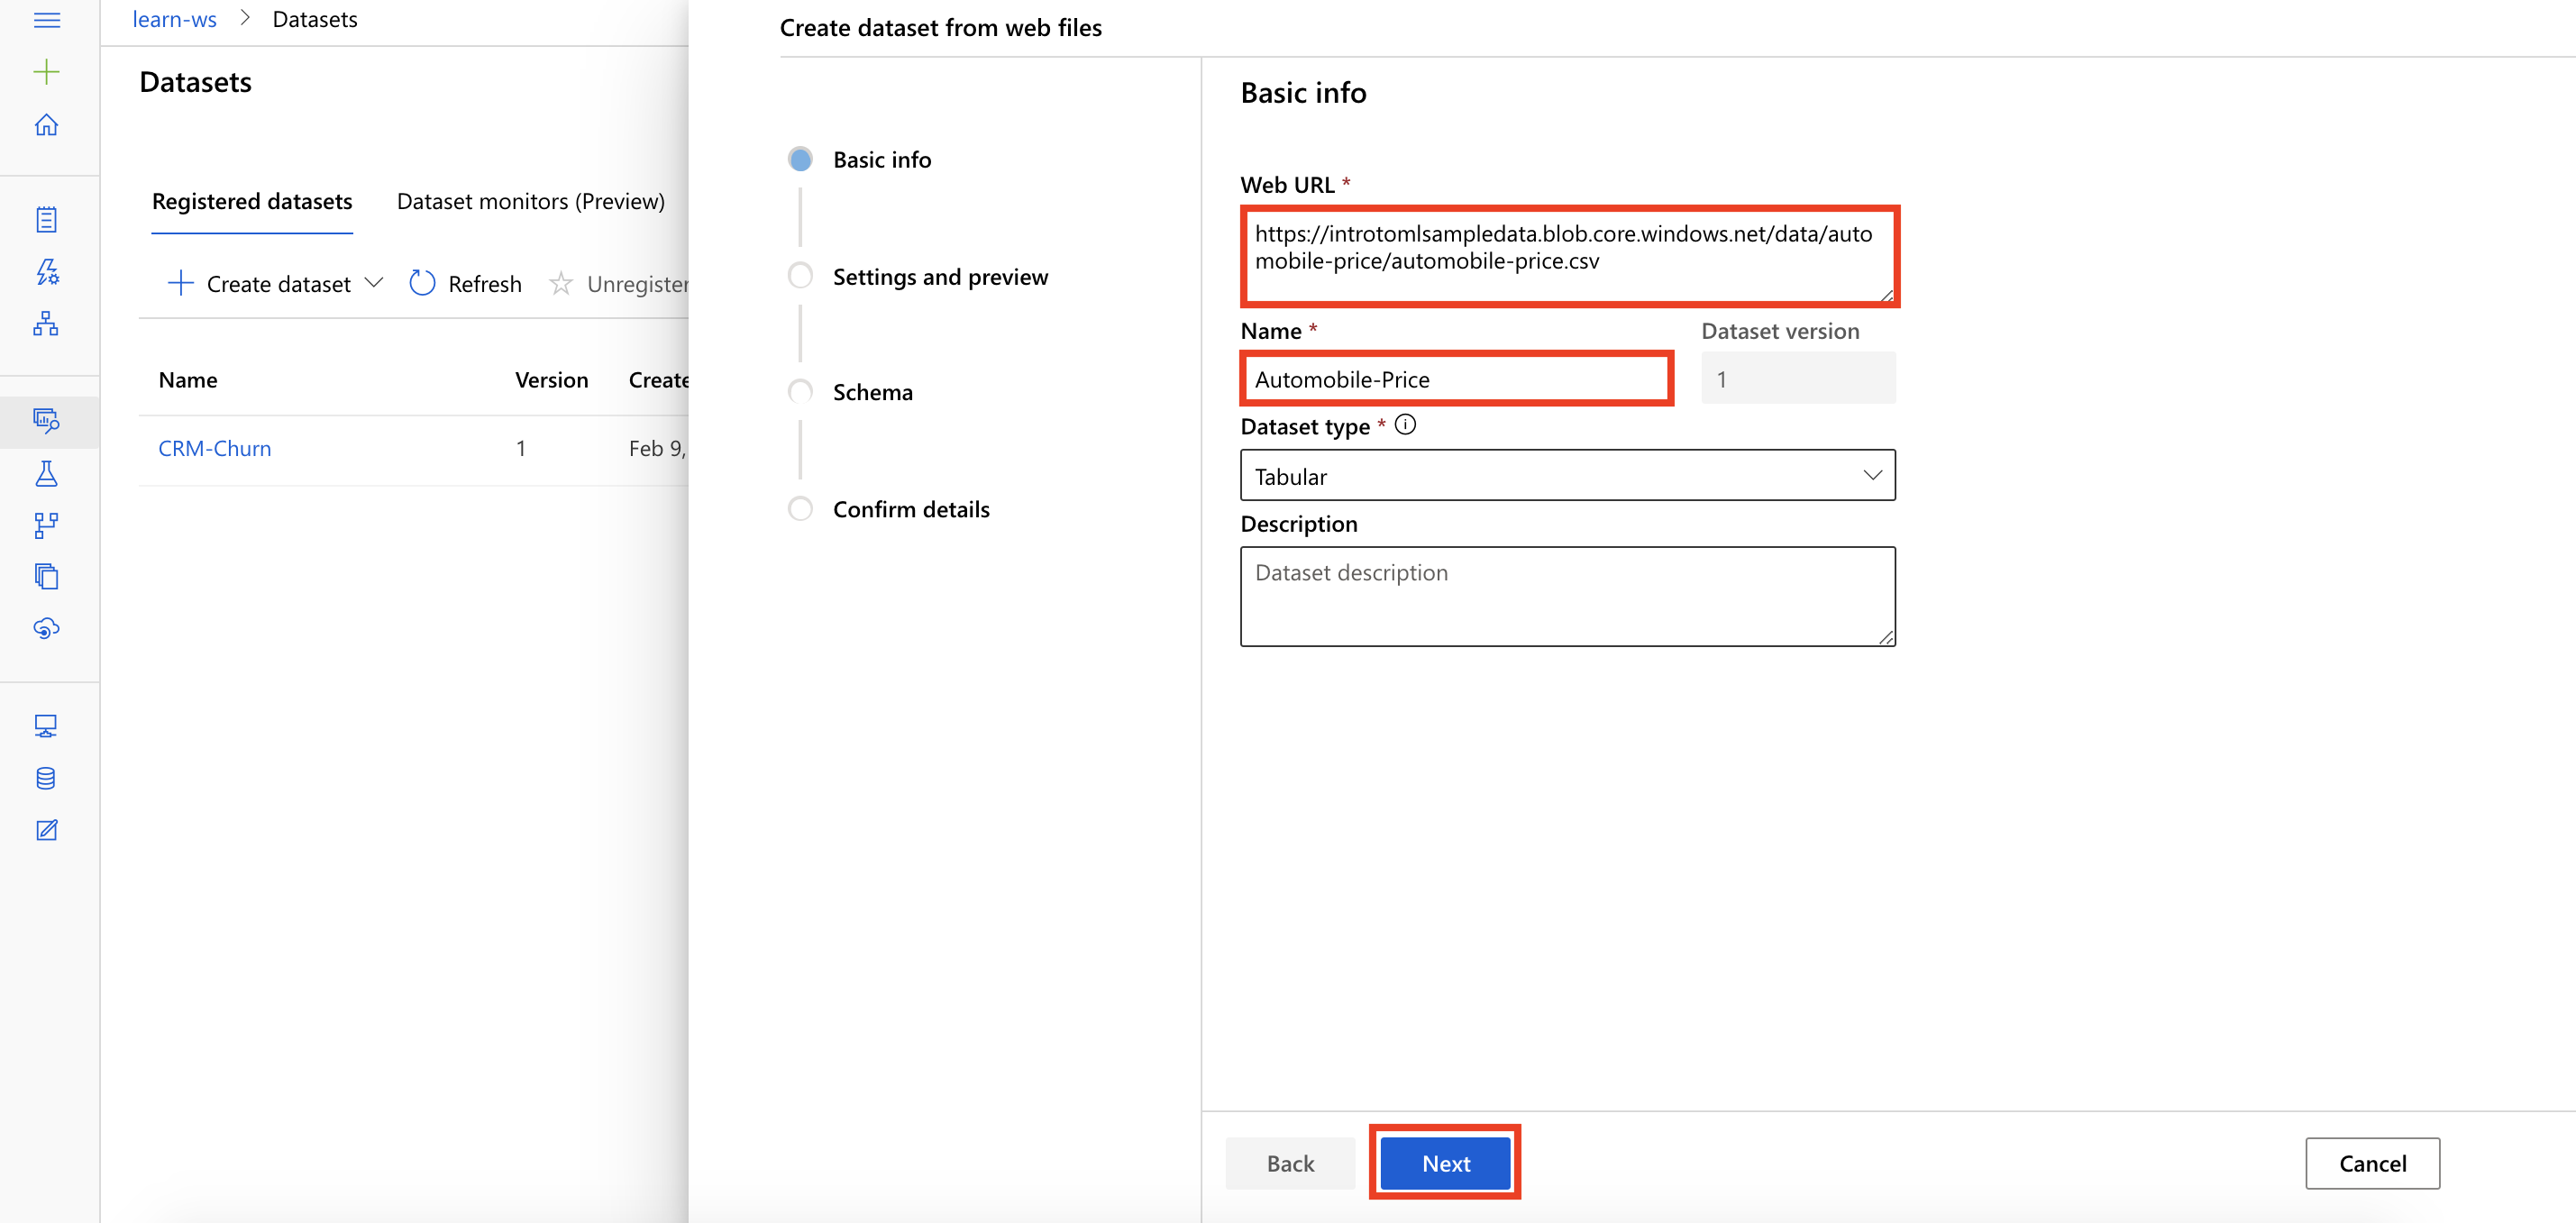 learn-ws > Datasets
Datasets
Registered datasets
Dataset monitors (Preview)
Create dataset
Refresh
Unregister
Name
Version
Create
CRM-Churn
1
Feb 9,
Create dataset from web files
Basic info
Settings and preview
Schema
Confirm details
Basic info
Web URL *
https://introtomlsampledata.blob.core.windows.net/data/auto
mobile-price/automobile-price.csv
Name *
Dataset version
Automobile-Price
1
Dataset type *
Tabular
Description
Dataset description
Back
Next
Cancel